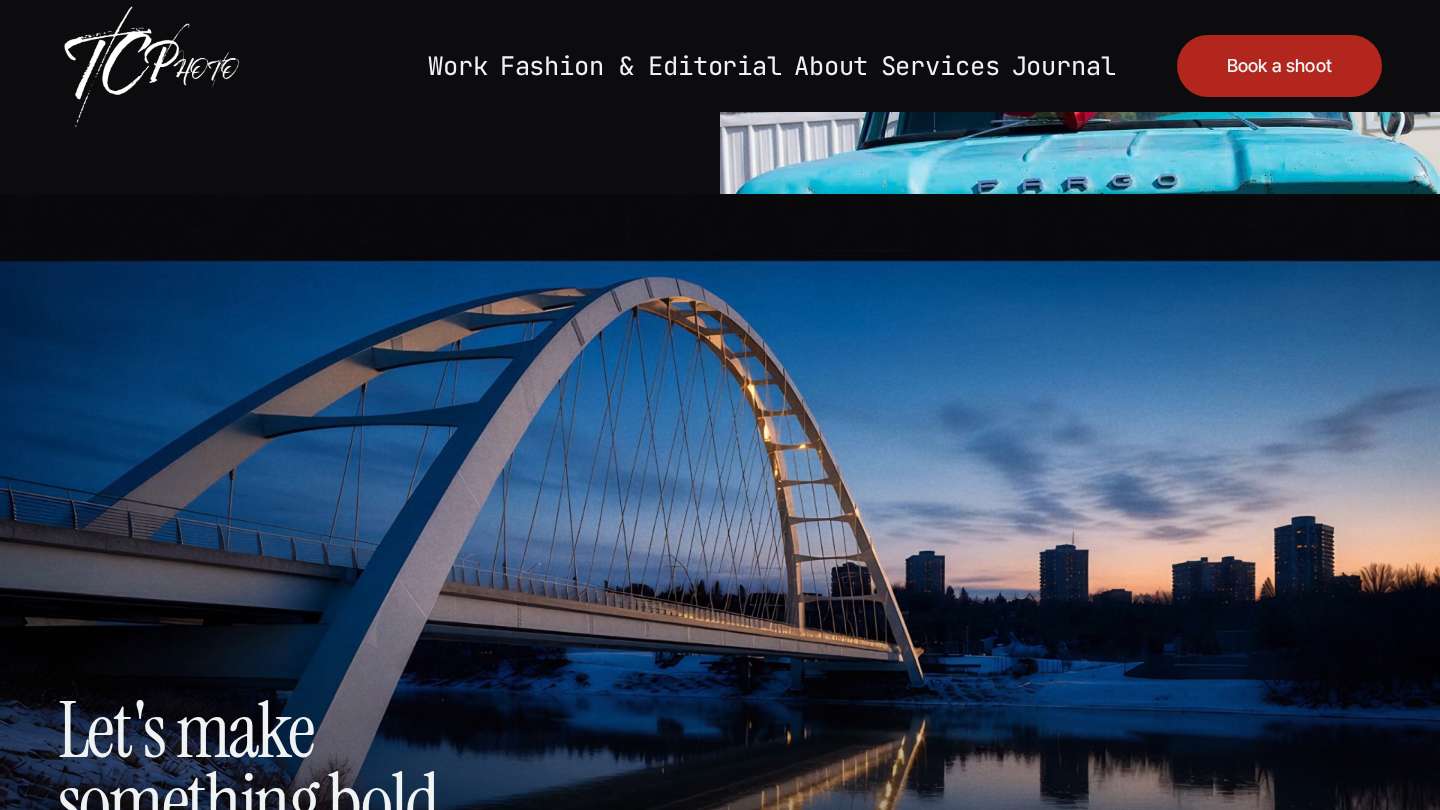 TCPHOTO
Work Fashion & Editorial About Services Journal
Book a shoot
FARGO
Let's make
something bold